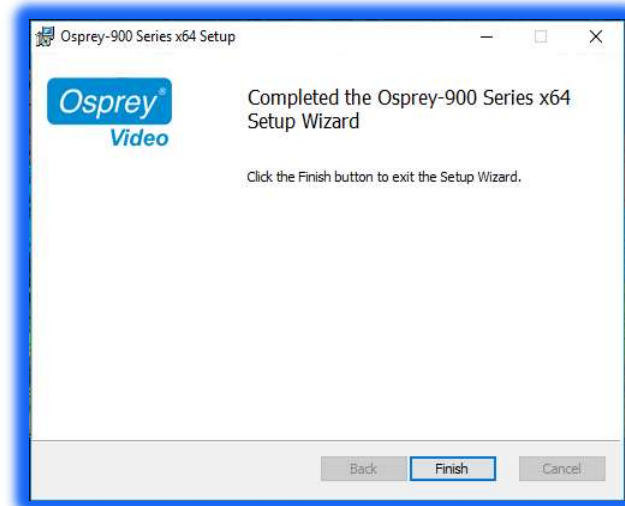 Osprey-900 Series x64 Setup
Osprey®
Video
Completed the Osprey-900 Series x64
Setup Wizard
Click the Finish button to exit the Setup Wizard.
Back
Finish
Cancel